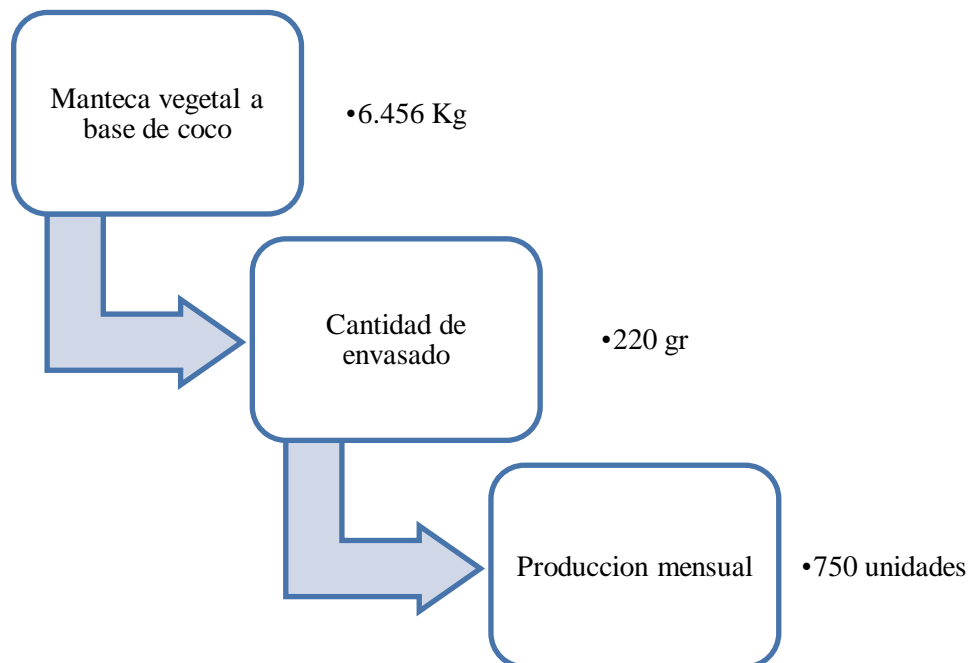 Manteca vegetal a
base de coco
•6.456 Kg
Cantidad de
envasado
•220 gr
Produccion mensual
•750 unidades